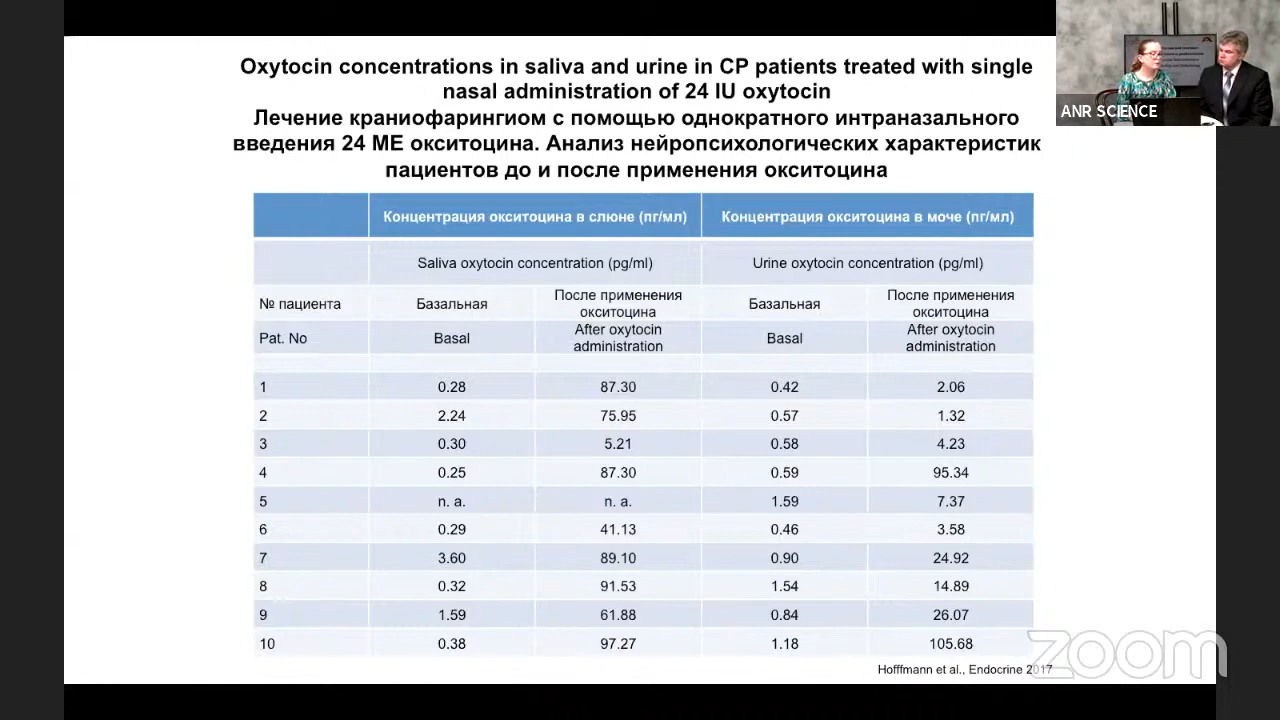 Oxytocin concentrations in saliva and urine in CP patients treated with single
nasal administration of 24 IU oxytocin
Лечение краниофарингиом с помощью однократного интраназального
введения 24 МЕ окситоцина. Анализ нейропсихологических характеристик
пациентов до и после применения окситоцина
ANR SCIENCE
Концентрация окситоцина в слюне (пг/мл) Концентрация окситоцина в моче (пг/мл)
Saliva oxytocin concentration (pg/ml) Urine oxytocin concentration (pg/ml)
№ пациента Базальная После применения окситоцина Базальная После применения окситоцина
Pat. No Basal After oxytocin administration Basal After oxytocin administration
1 0.28 87.30 0.42 2.06
2 2.24 75.95 0.57 1.32
3 0.30 5.21 0.58 4.23
4 0.25 87.30 0.59 95.34
5 n. a. n. a. 1.59 7.37
6 0.29 41.13 0.46 3.58
7 3.60 89.10 0.90 24.92
8 0.32 91.53 1.54 14.89
9 1.59 61.88 0.84 26.07
10 0.38 97.27 1.18 105.68
Hofffmann et al., Endocrine 2017
zoom